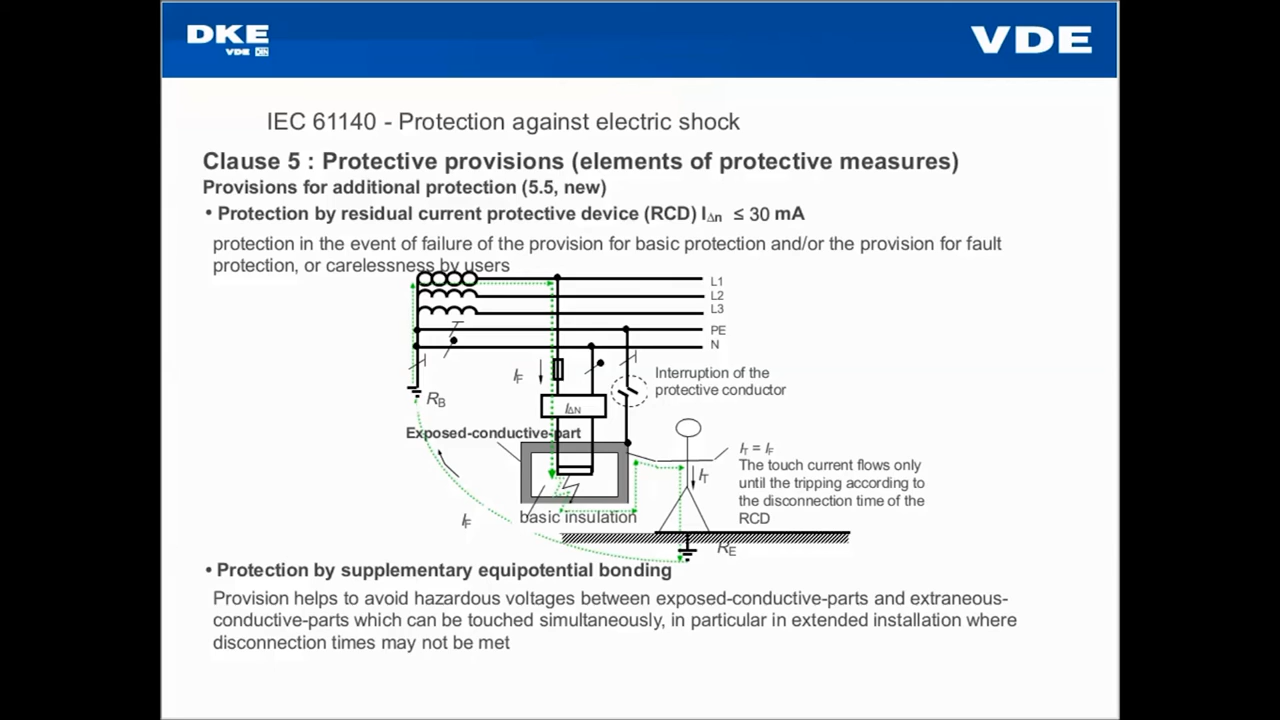 DKE
VDE DIN
VDE
IEC 61140 - Protection against electric shock
Clause 5 : Protective provisions (elements of protective measures)
Provisions for additional protection (5.5, new)
• Protection by residual current protective device (RCD) I∆n ≤ 30 mA
protection in the event of failure of the provision for basic protection and/or the provision for fault
protection, or carelessness by users
L1
L2
L3
PE
N
Interruption of the
protective conductor
IF
RB
I∆N
Exposed-conductive-part
IT = IF
The touch current flows only
until the tripping according to
the disconnection time of the
RCD
IT
IF
basic insulation
RE
• Protection by supplementary equipotential bonding
Provision helps to avoid hazardous voltages between exposed-conductive-parts and extraneous-
conductive-parts which can be touched simultaneously, in particular in extended installation where
disconnection times may not be met